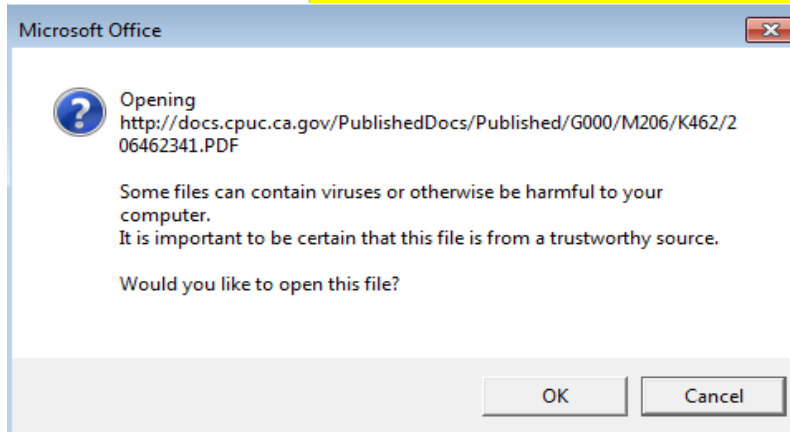 Microsoft Office
Opening
http://docs.cpuc.ca.gov/PublishedDocs/Published/G000/M206/K462/2
06462341.PDF
Some files can contain viruses or otherwise be harmful to your
computer.
It is important to be certain that this file is from a trustworthy source.
Would you like to open this file?
OK
Cancel